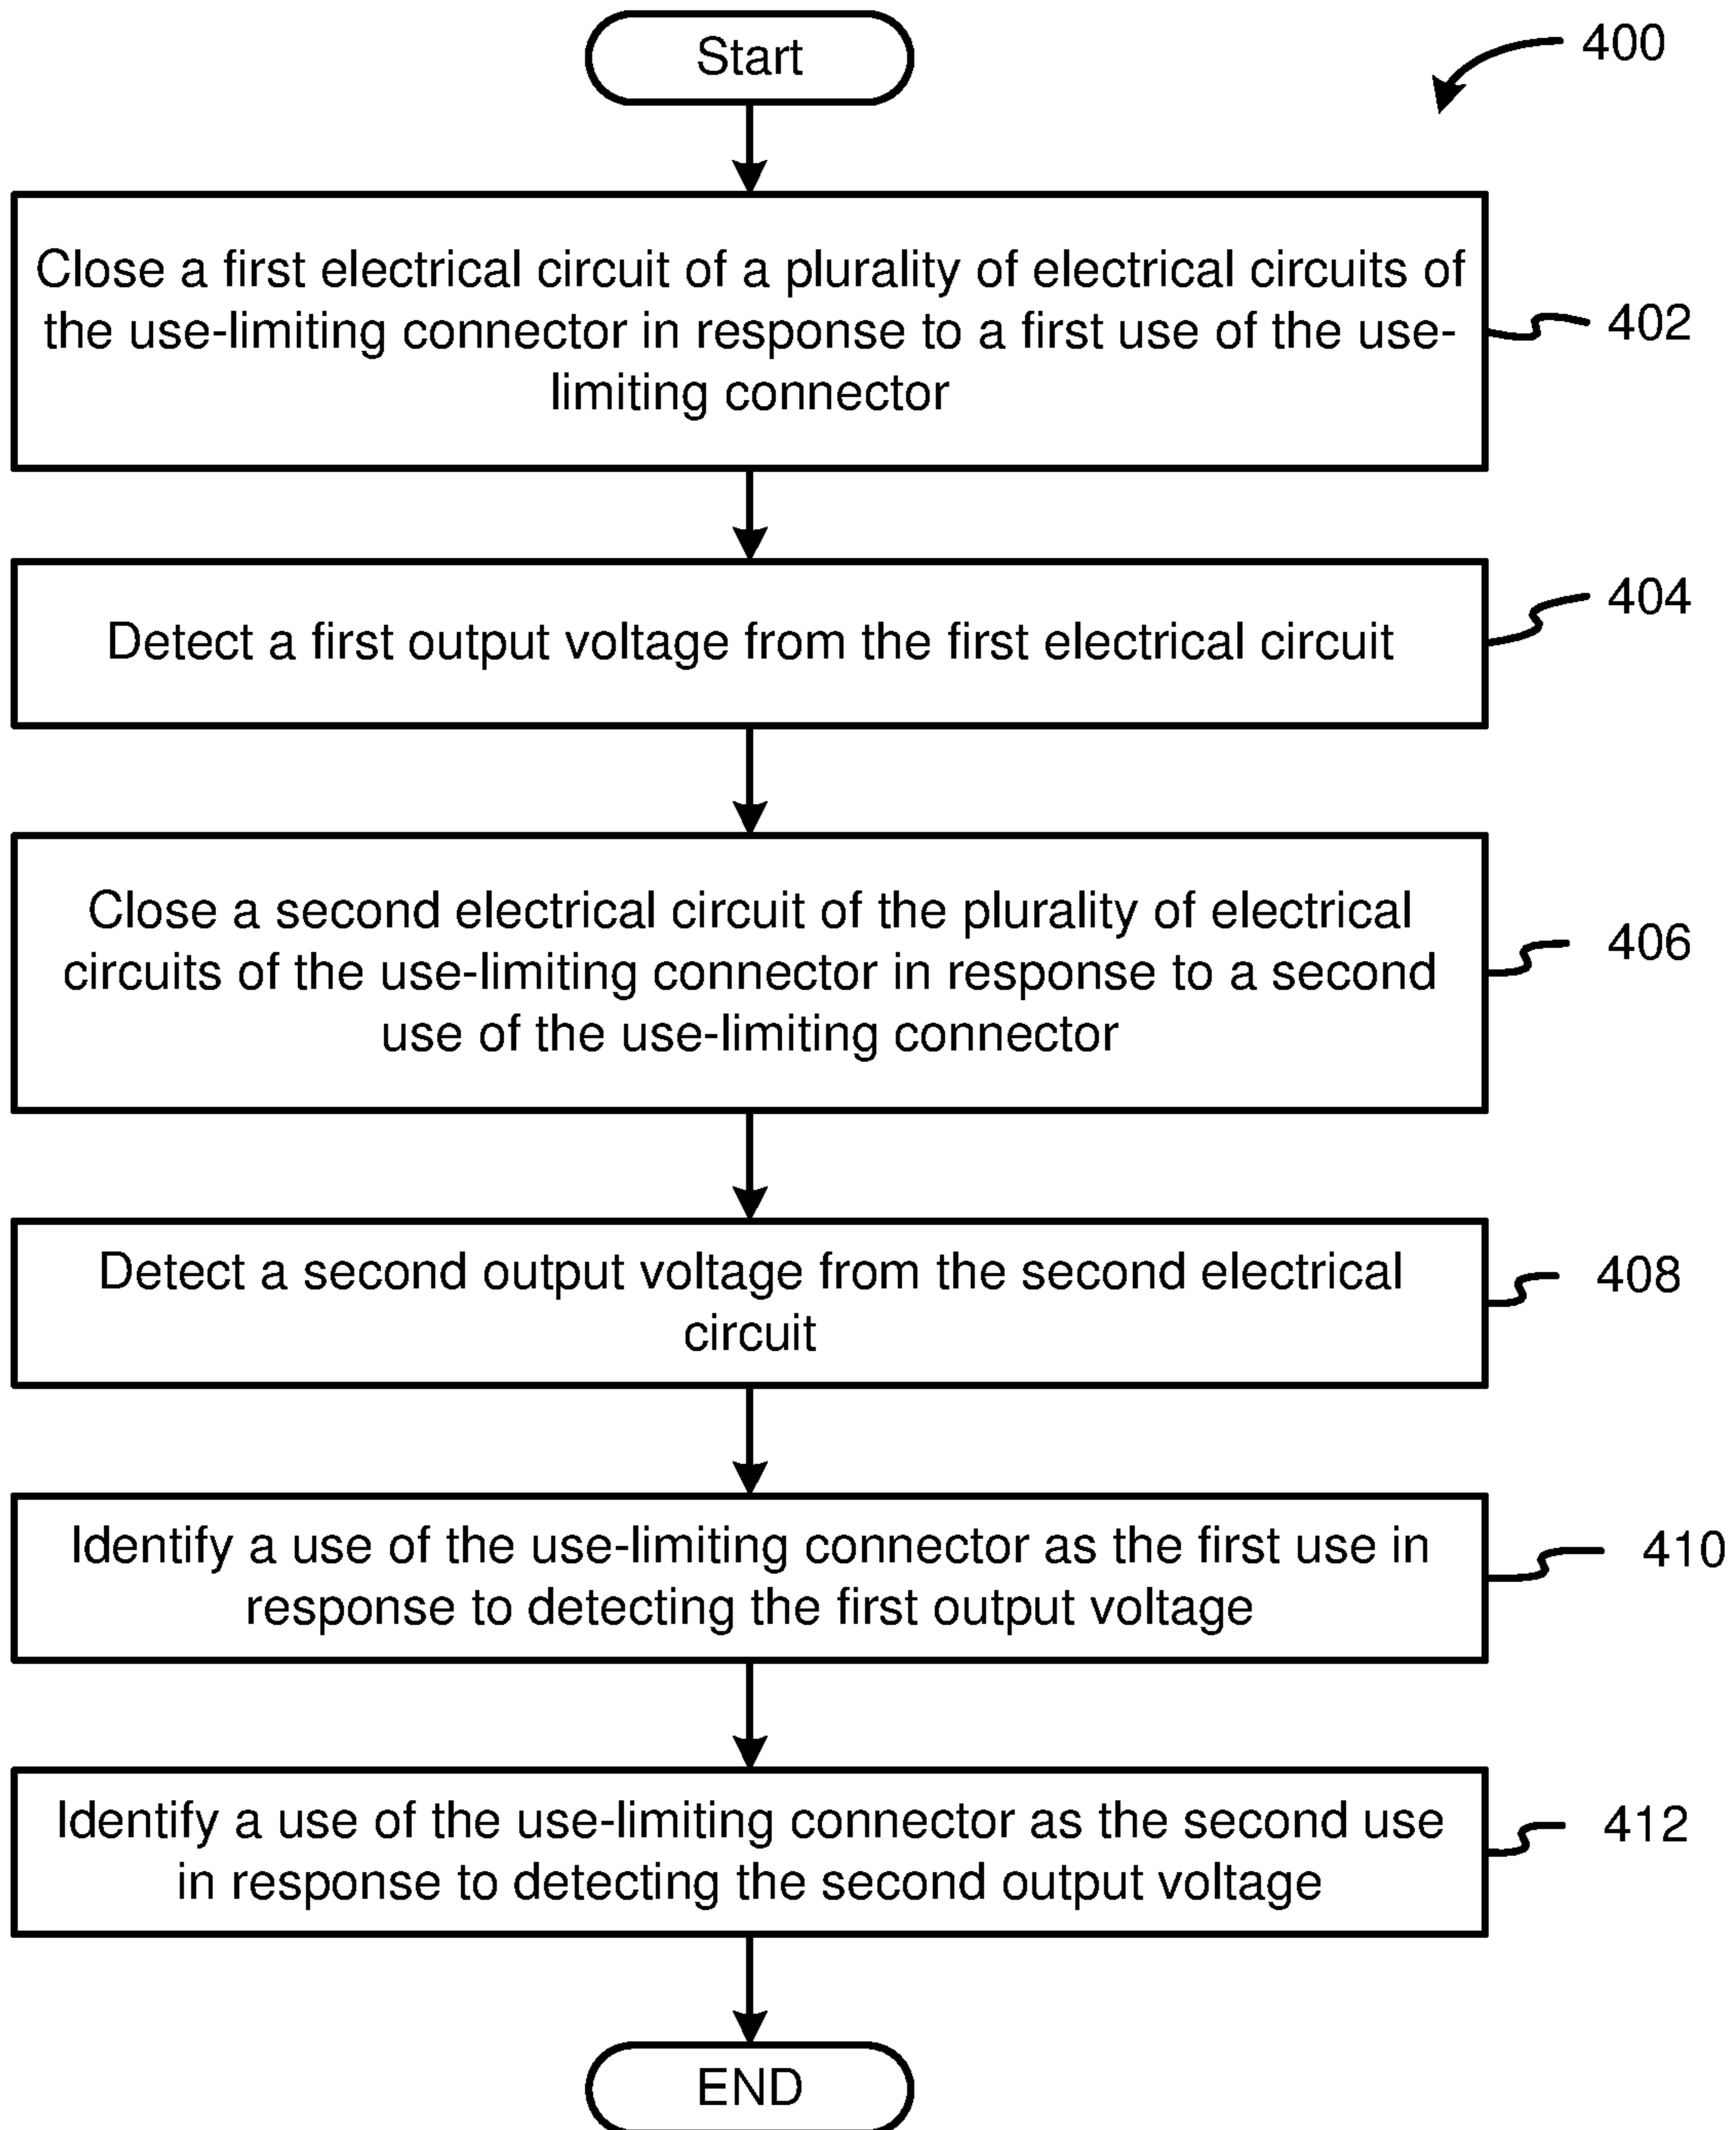 Start
400
Close a first electrical circuit of a plurality of electrical circuits of
the use-limiting connector in response to a first use of the use-
limiting connector
402
Detect a first output voltage from the first electrical circuit
404
Close a second electrical circuit of the plurality of electrical
circuits of the use-limiting connector in response to a second
use of the use-limiting connector
406
Detect a second output voltage from the second electrical
circuit
408
Identify a use of the use-limiting connector as the first use in
response to detecting the first output voltage
410
Identify a use of the use-limiting connector as the second use
in response to detecting the second output voltage
412
END